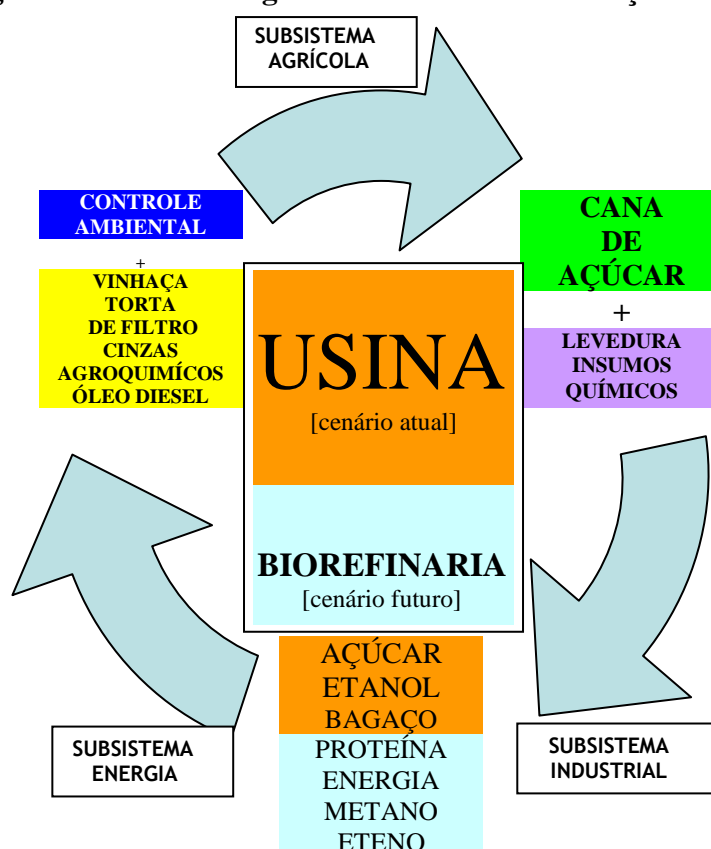 SUBSISTEMA
AGRÍCOLA
CONTROLE
AMBIENTAL
+
VINHAÇA
TORTA
DE FILTRO
CINZAS
AGROQUIMÍCOS
ÓLEO DIESEL
CANA
DE
AÇÚCAR
+
LEVEDURA
INSUMOS
QUÍMICOS
USINA
[cenário atual]
BIOREFINARIA
[cenário futuro]
AÇÚCAR
ETANOL
BAGAÇO
PROTEÍNA
ENERGIA
METANO
ETENO
SUBSISTEMA
ENERGIA
SUBSISTEMA
INDUSTRIAL